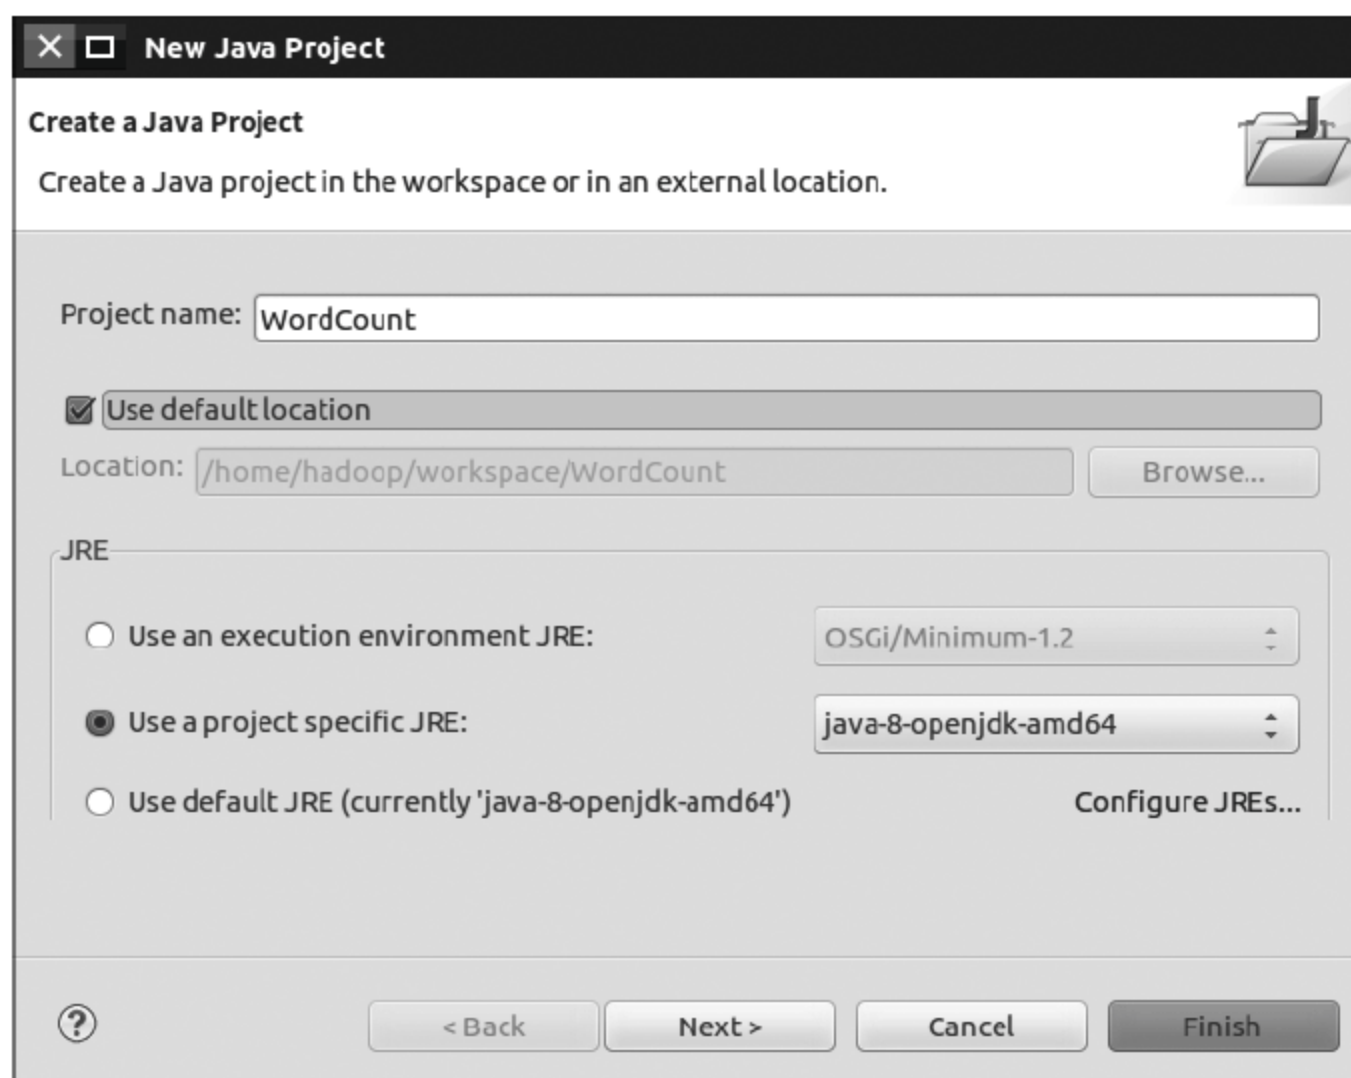 New Java Project
Create a Java Project
Create a Java project in the workspace or in an external location.
Project name: WordCount
Use default location
Location: /home/hadoop/workspace/WordCount Browse...
JRE
Use an execution environment JRE: OSGi/Minimum-1.2
Use a project specific JRE: java-8-openjdk-amd64
Use default JRE (currently 'java-8-openjdk-amd64') Configure JREs...
? < Back Next > Cancel Finish